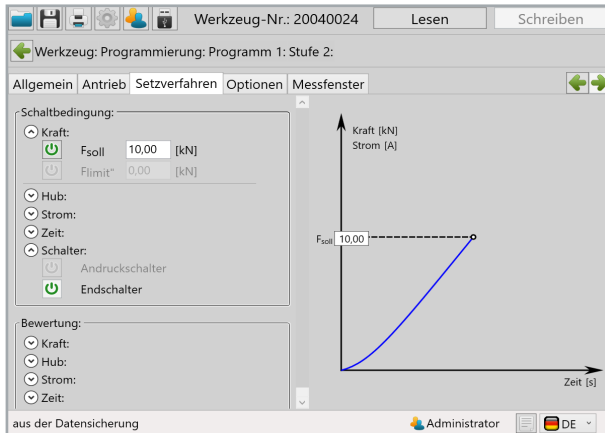 Werkzeug-Nr.: 20040024 Lesen Schreiben
Werkzeug: Programmierung: Programm 1: Stufe 2:
Allgemein Antrieb Setzverfahren Optionen Messfenster
Schaltbedingung:
Kraft:
Fsoll 10,00 [kN]
Flimit" 0,00 [kN]
Hub:
Strom:
Zeit:
Schalter:
Andruckschalter
Endschalter
Bewertung:
Kraft:
Hub:
Strom:
Zeit:
Kraft [kN]
Strom [A]
Fsoll 10,00
Zeit [s]
aus der Datensicherung Administrator DE